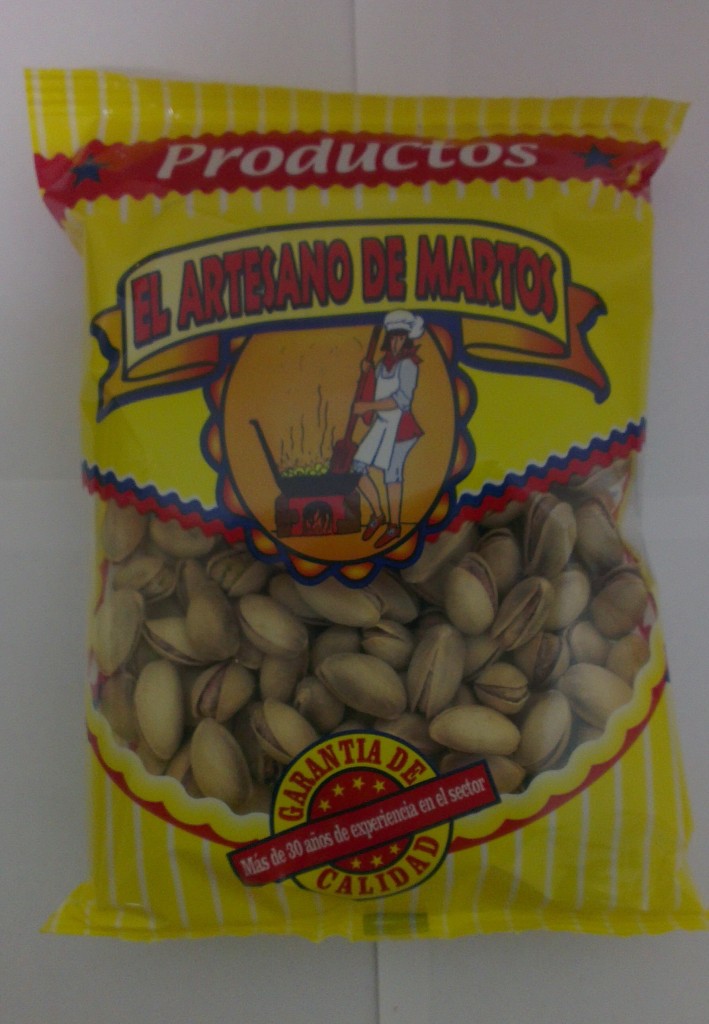 Productos
EL ARTESANO DE MARTOS
GARANTIA DE
Más de 30 años de experiencia en el sector
CALIDAD